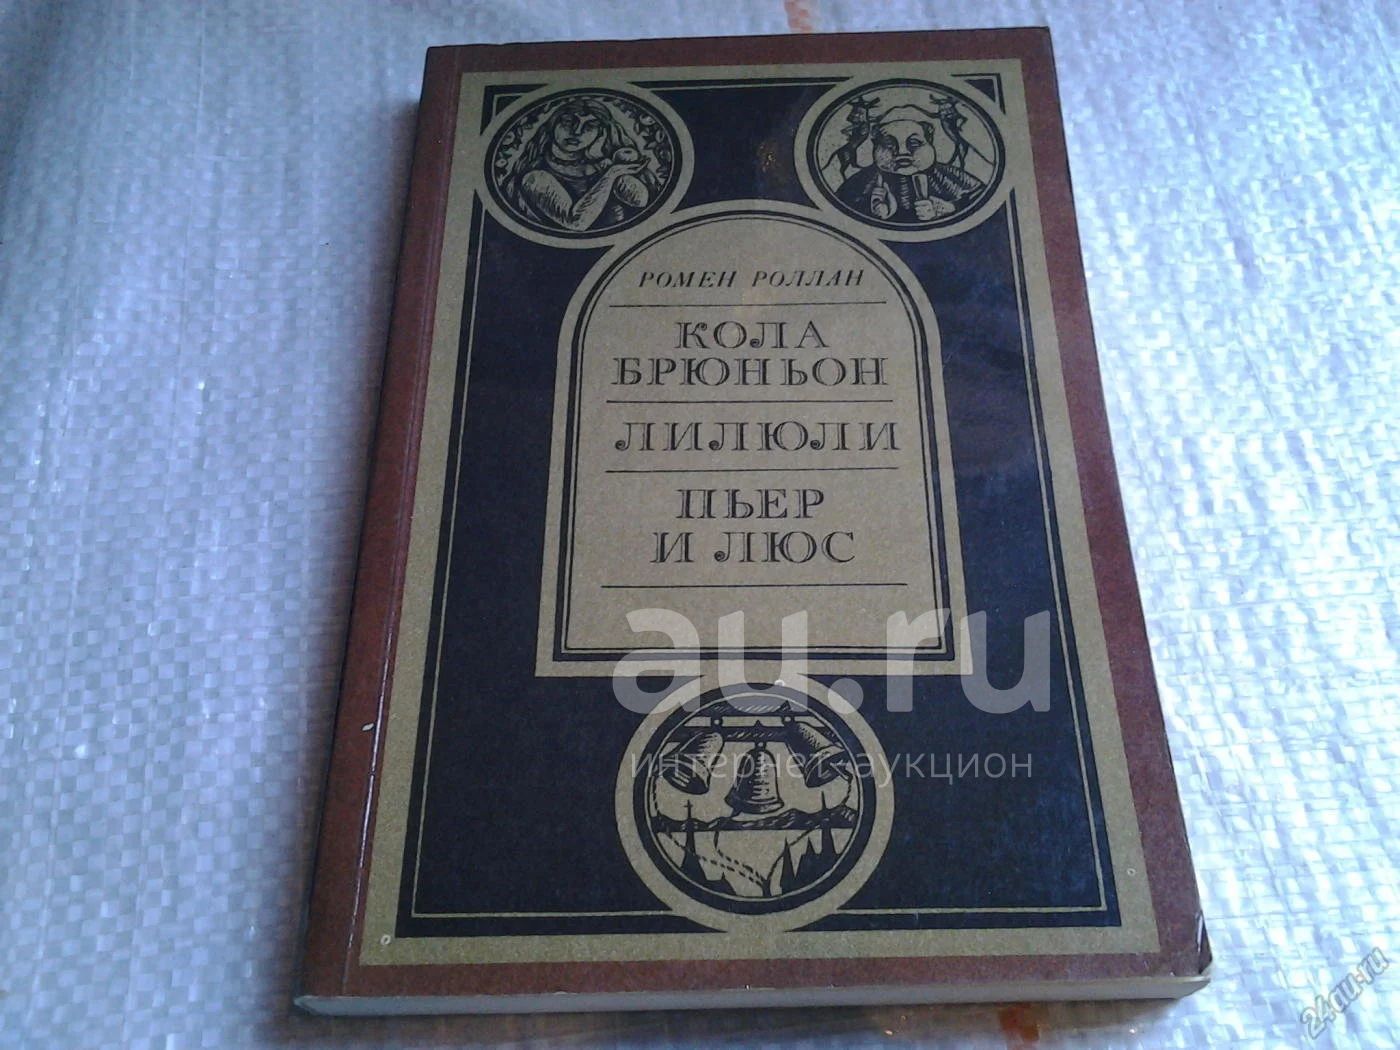 РОМЕН РОЛЛАН
КОЛА
БРЮНЬОН
ЛИЛЮЛИ
ПЬЕР
И ЛЮС
au.ru
интернет-аукцион
24au.ru